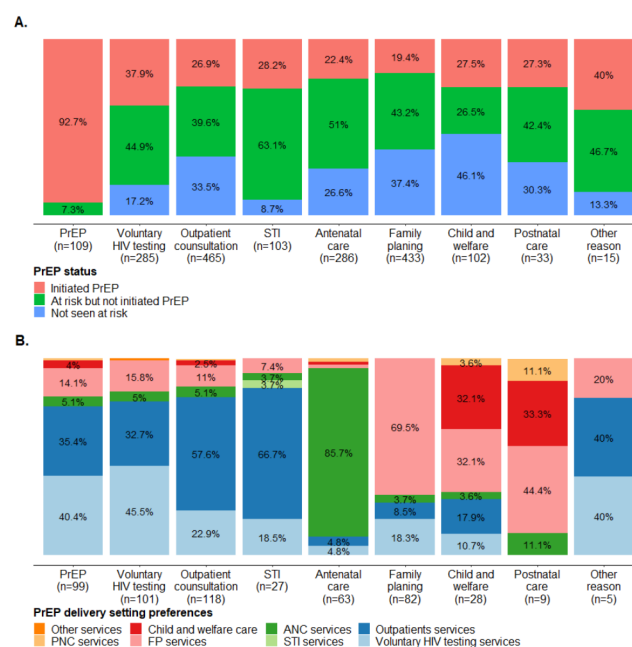 A.
92.7% 37.9% 26.9% 28.2% 22.4% 19.4% 27.5% 27.3% 40%
7.3% 44.9% 39.6% 63.1% 51% 43.2% 26.5% 42.4% 46.7%
17.2% 33.5% 8.7% 26.6% 37.4% 46.1% 30.3% 13.3%
PrEP Voluntary Outpatient STI Antenatal Family Child and Postnatal Other
(n=109) HIV testing counsultation (n=103) care planing welfare care reason
(n=285) (n=465) (n=286) (n=433) (n=102) (n=33) (n=15)
PrEP status
Initiated PrEP
At risk but not initiated PrEP
Not seen at risk
B.
4% 2.5% 7.4% 3.6% 11.1%
14.1% 15.8% 11% 3.7% 69.5% 32.1% 33.3% 20%
5.1% 5% 5.1% 3.7% 85.7% 3.7% 32.1% 44.4%
35.4% 32.7% 57.6% 66.7% 4.8% 8.5% 3.6% 11.1% 40%
40.4% 45.5% 22.9% 18.5% 4.8% 18.3% 17.9% 40%
10.7%
PrEP Voluntary Outpatient STI Antenatal Family Child and Postnatal Other
(n=99) HIV testing counsultation (n=27) care planing welfare care reason
(n=101) (n=118) (n=63) (n=82) (n=28) (n=9) (n=5)
PrEP delivery setting preferences
Other services Child and welfare care ANC services Outpatients services
PNC services FP services STI services Voluntary HIV testing services